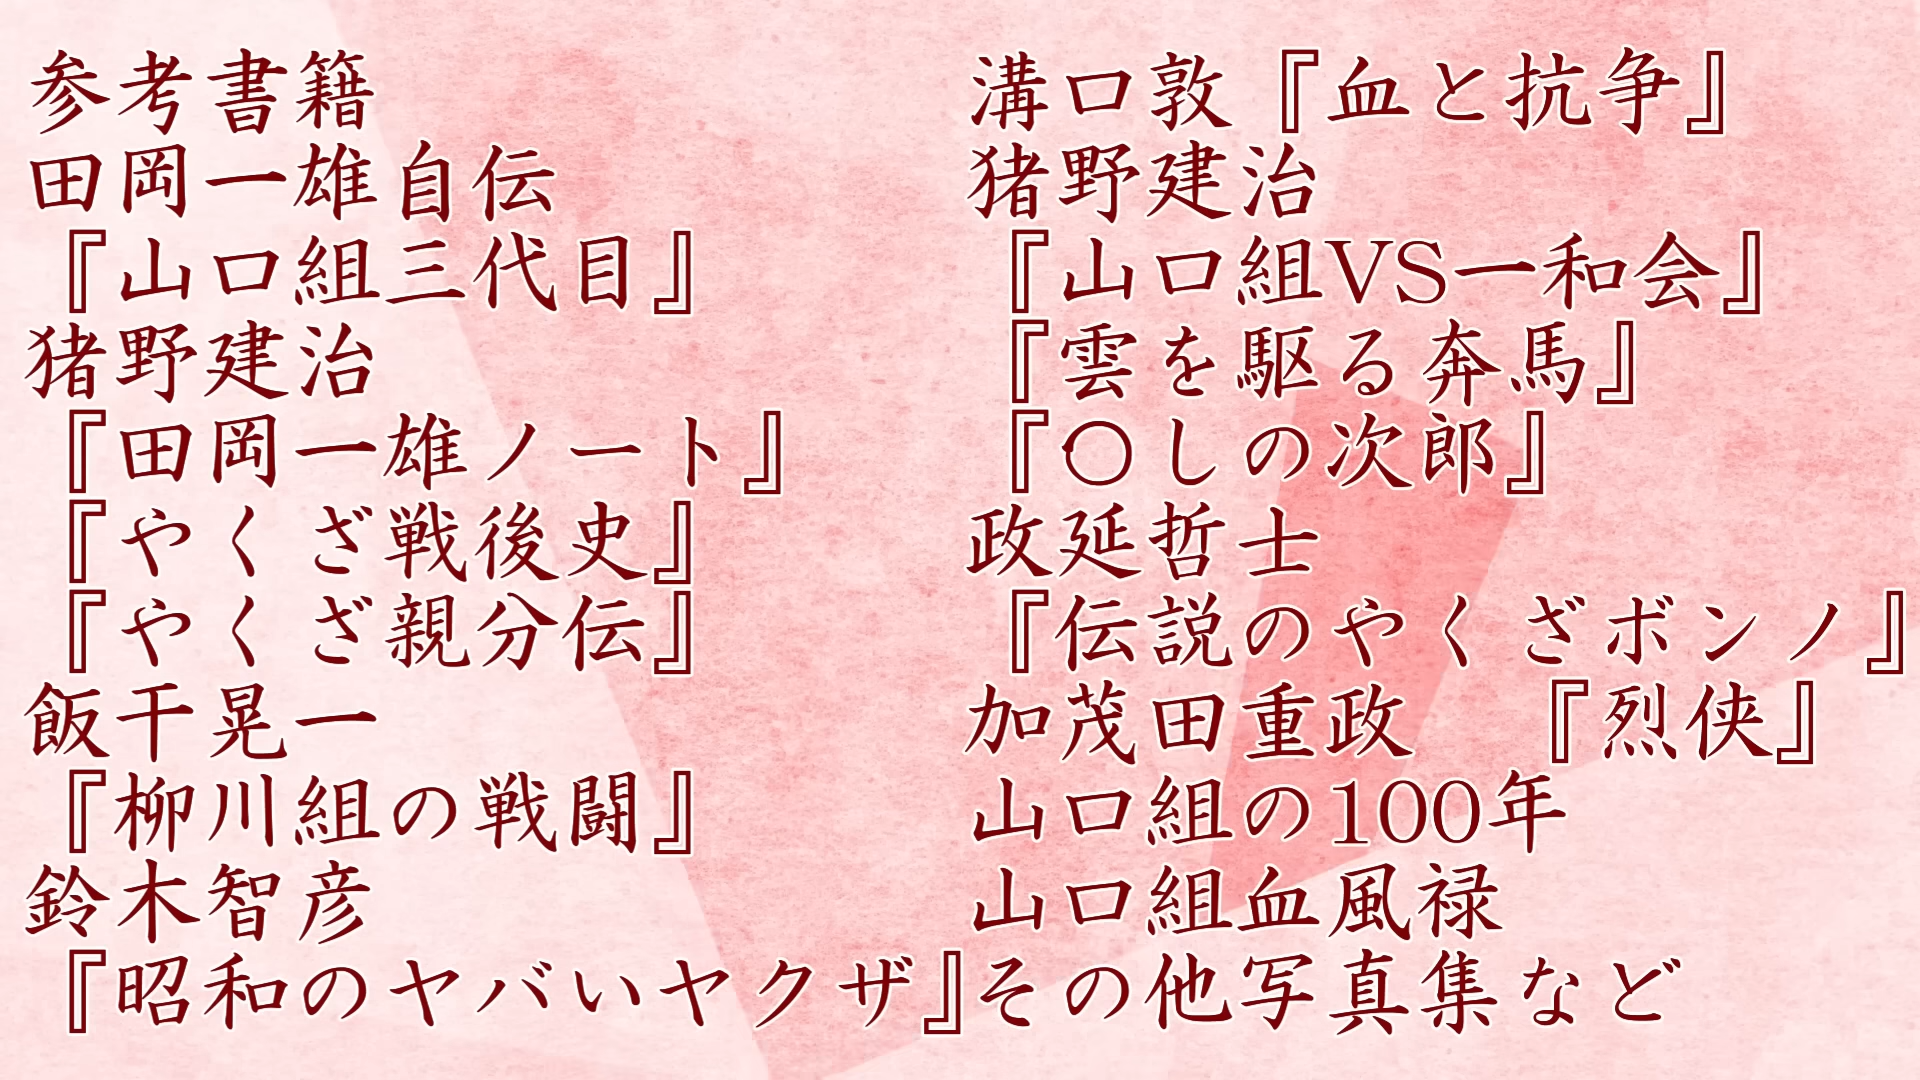 参考書籍
田岡一雄自伝
『山口組三代目』
猪野建治
『田岡一雄ノート』
『やくざ戦後史』
『やくざ親分伝』
飯干晃一
『柳川組の戦闘』
鈴木智彦
『昭和のヤバいヤクザ』
溝口敦『血と抗争』
猪野建治
『山口組VS一和会』
『雲を駆る奔馬』
『〇しの次郎』
政延哲士
『伝説のやくざボンノ』
加茂田重政　『烈侠』
山口組の100年
山口組血風禄
その他写真集など